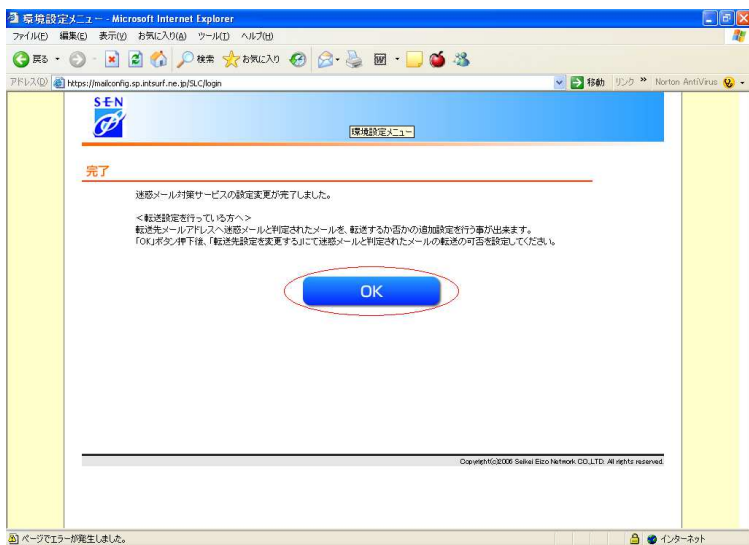 環境設定メニュー - Microsoft Internet Explorer
ファイル(F) 編集(E) 表示(V) お気に入り(A) ツール(T) ヘルプ(H)
戻る 検索 お気に入り
アドレス(D) https://mailconfig.sp.intsurf.ne.jp/SLC/login 移動 リンク » Norton AntiVirus
SEN
環境設定メニュー
完了
迷惑メール対策サービスの設定変更が完了しました。
<転送設定を行っている方へ>
転送先メールアドレスへ迷惑メールと判定されたメールを、転送するか否かの追加設定を行う事が出来ます。
「OK」ボタン押下後、「転送先設定を変更する」にて迷惑メールと判定されたメールの転送の可否を設定してください。
OK
Copyright(c)2006 Seikei Eizo Network CO.,LTD. All rights reserved.
ページでエラーが発生しました。 インターネット